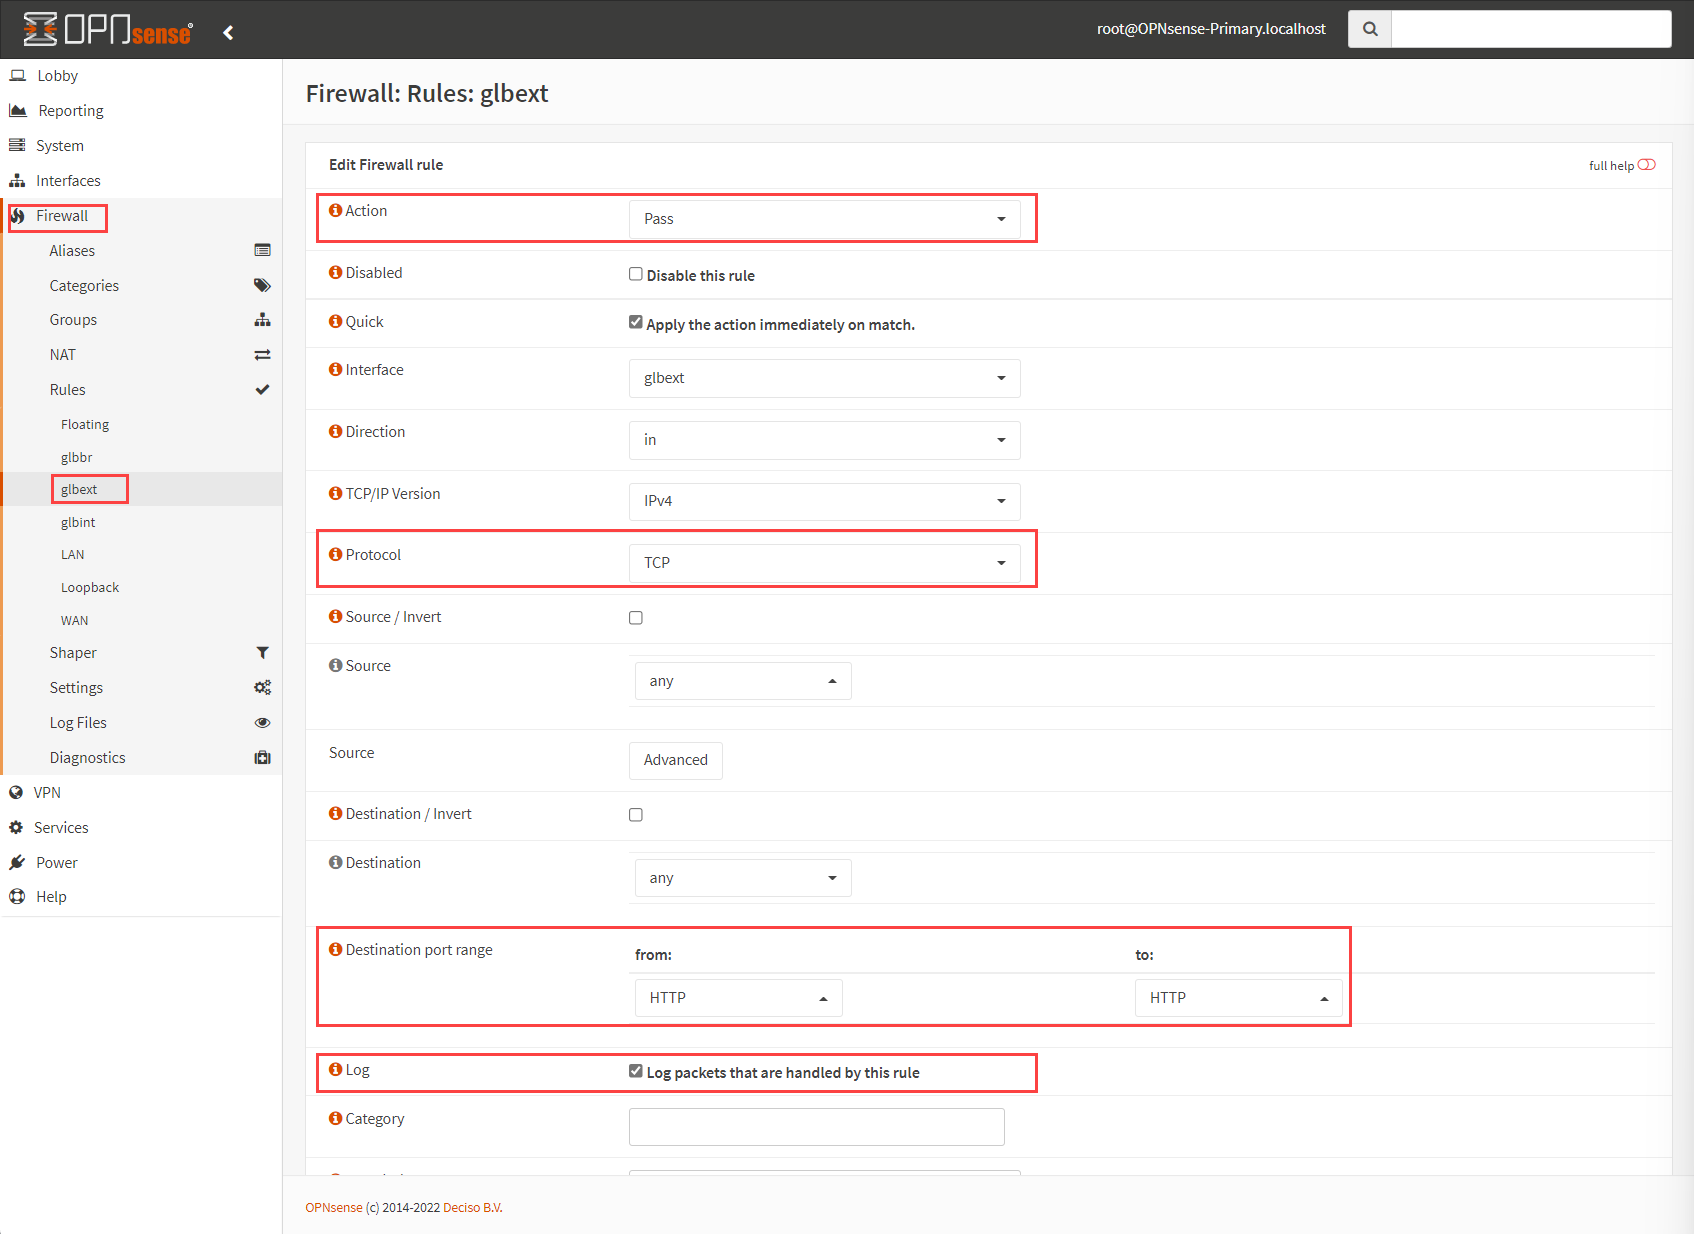 OPNsense
root@OPNsense-Primary.localhost
Lobby
Reporting
System
Interfaces
Firewall
Aliases
Categories
Groups
NAT
Rules
Floating
glbbr
glbext
glbint
LAN
Loopback
WAN
Shaper
Settings
Log Files
Diagnostics
VPN
Services
Power
Help
Firewall: Rules: glbext
Edit Firewall rule
full help
Action
Pass
Disabled
Disable this rule
Quick
Apply the action immediately on match.
Interface
glbext
Direction
in
TCP/IP Version
IPv4
Protocol
TCP
Source / Invert
Source
any
Source
Advanced
Destination / Invert
Destination
any
Destination port range
from:
to:
HTTP
HTTP
Log
Log packets that are handled by this rule
Category
OPNsense (c) 2014-2022 Deciso B.V.